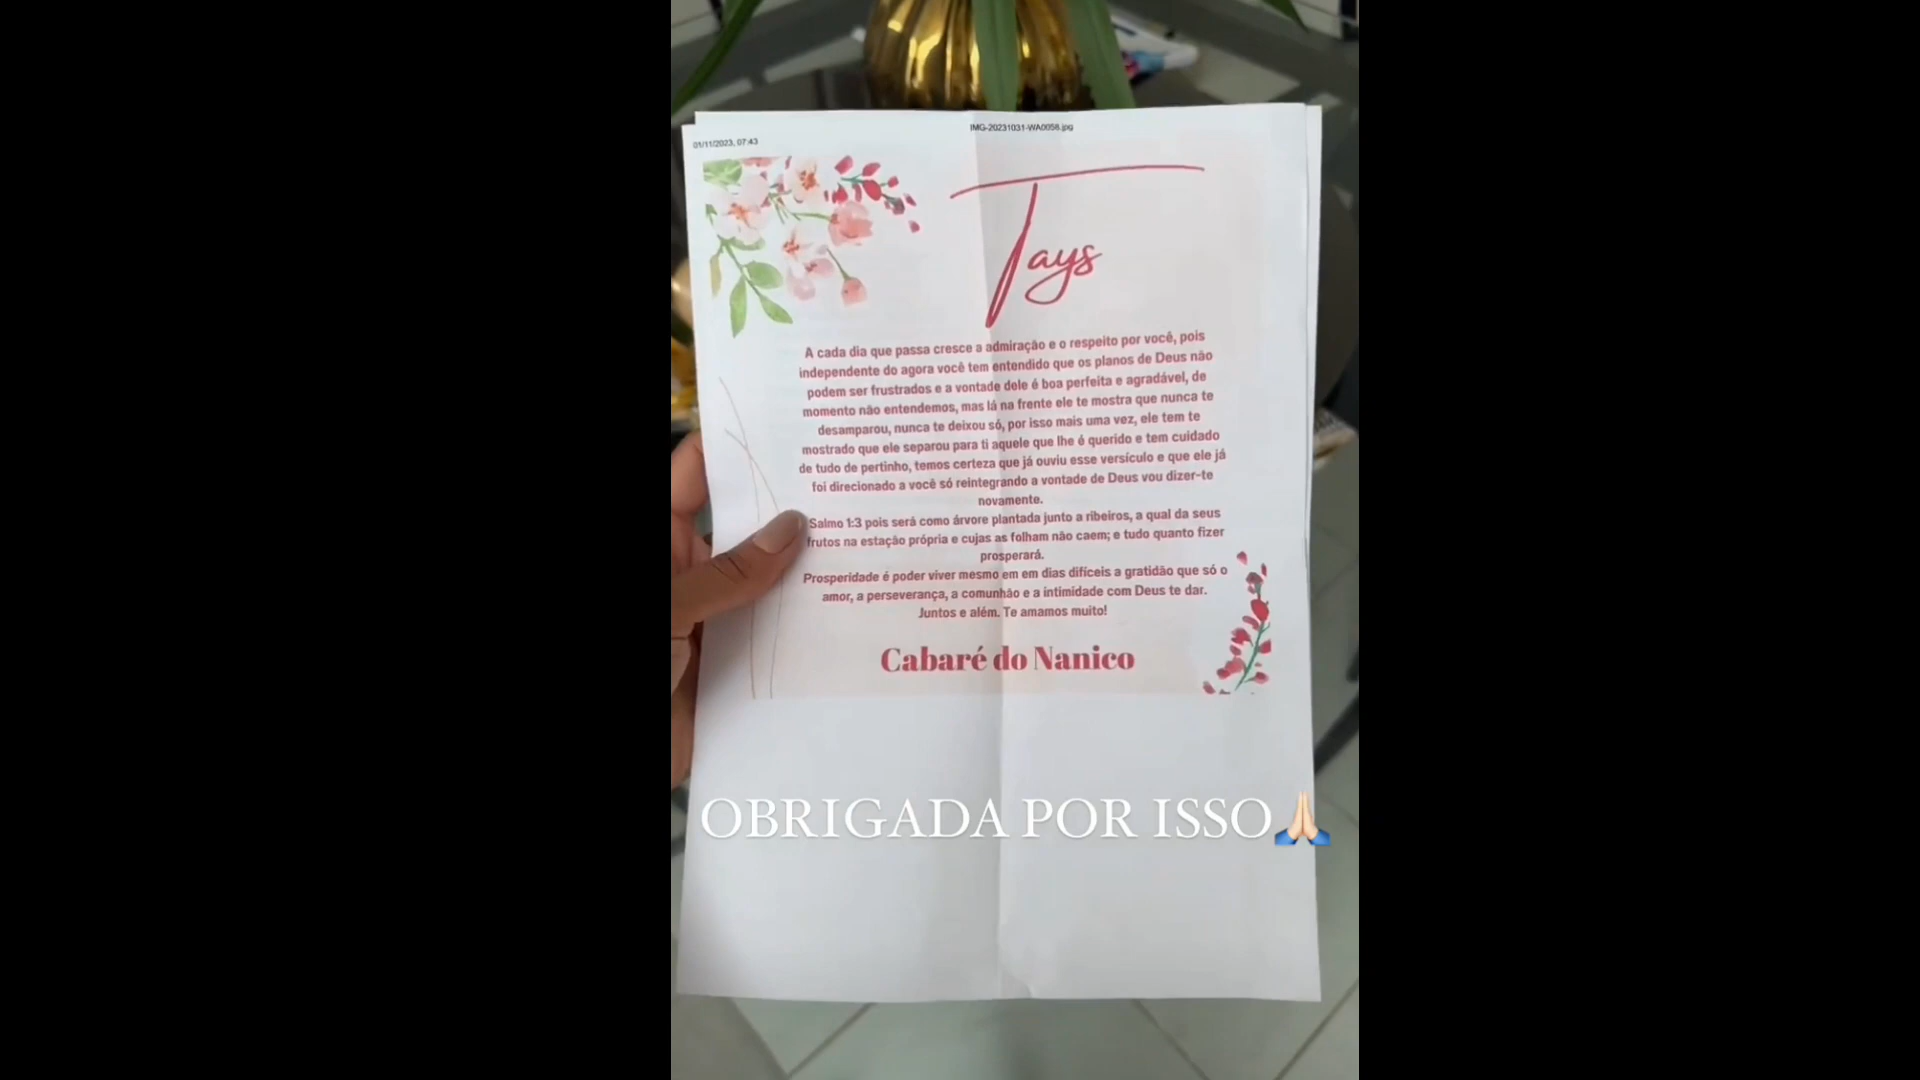 IMG-20231031-WA0058.jpg
01/11/2023, 07:43
Tays
A cada dia que passa cresce a admiração e o respeito por você, pois
independente do agora você tem entendido que os planos de Deus não
podem ser frustrados e a vontade dele é boa perfeita e agradável, de
momento não entendemos, mas lá na frente ele te mostra que nunca te
desamparou, nunca te deixou só, por isso mais uma vez, ele tem te
mostrado que ele separou para ti aquele que lhe é querido e tem cuidado
de tudo de pertinho, temos certeza que já ouviu esse versículo e que ele já
foi direcionado a você só reintegrando a vontade de Deus vou dizer-te
novamente.
Salmo 1:3 pois será como árvore plantada junto a ribeiros, a qual da seus
frutos na estação própria e cujas as folham não caem; e tudo quanto fizer
prosperará.
Prosperidade é poder viver mesmo em em dias difíceis a gratidão que só o
amor, a perseverança, a comunhão e a intimidade com Deus te dar.
Juntos e além. Te amamos muito!
Cabaré do Nanico
OBRIGADA POR ISSO🙏🏻